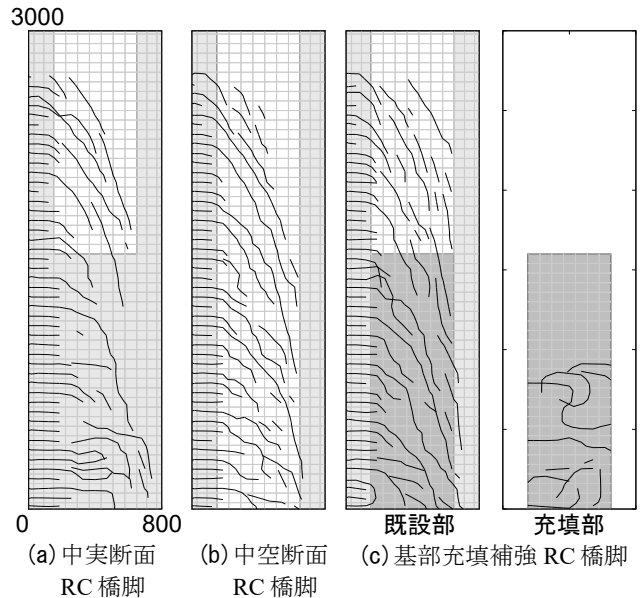 3000
0
800
既設部
充填部
(a) 中実断面
RC 橋脚
(b) 中空断面
RC 橋脚
(c) 基部充填補強 RC 橋脚